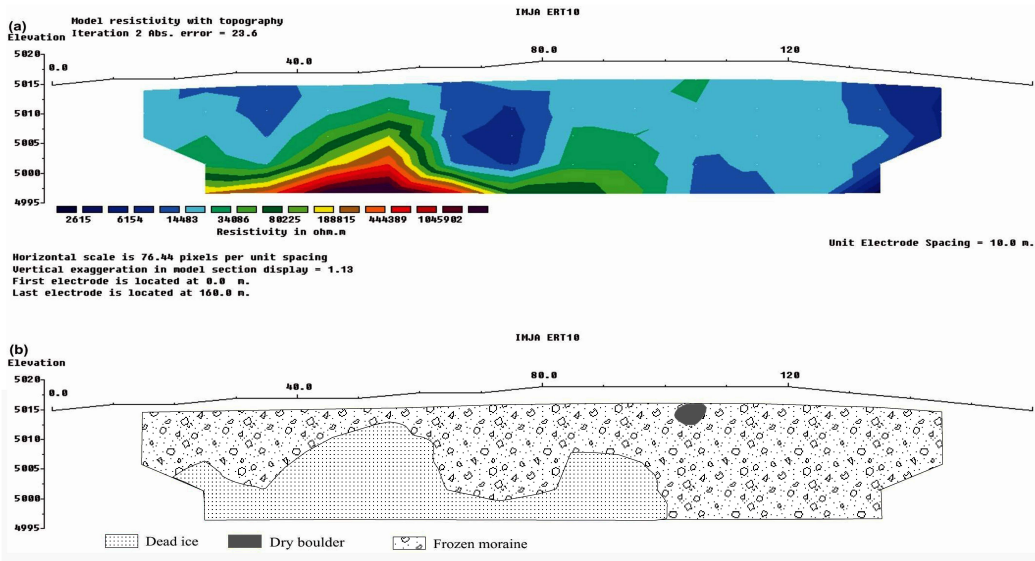 IMJA ERT10
(a)
Model resistivity with topography
Elevation Iteration 2 Abs. error = 23.6
5020
0.0
40.0
80.0
120
5015
5010
5005
5000
4995
2615 6154 14483 34086 80225 188815 444389 1045902
Resistivity in ohm.m
Unit Electrode Spacing = 10.0 m.
Horizontal scale is 76.44 pixels per unit spacing
Vertical exaggeration in model section display = 1.13
First electrode is located at 0.0 m.
Last electrode is located at 160.0 m.
IMJA ERT10
(b)
Elevation
5020
0.0
40.0
80.0
120
5015
5010
5005
5000
4995
Dead ice Dry boulder Frozen moraine